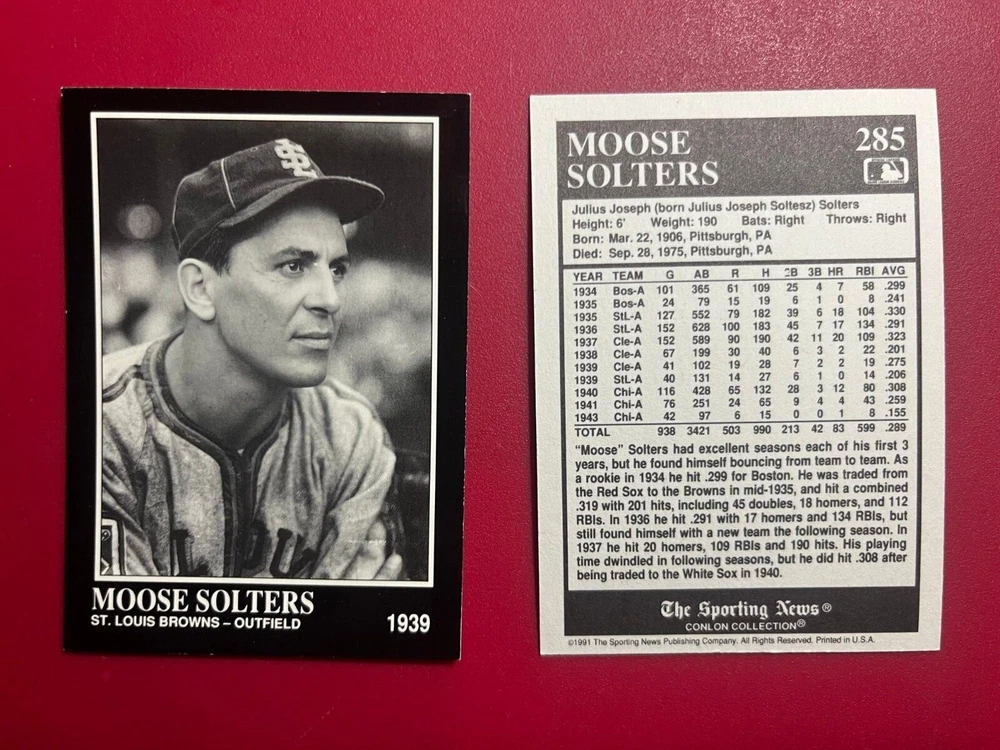 MOOSE SOLTERS
ST. LOUIS BROWNS – OUTFIELD
1939
MOOSE
SOLTERS
285
Julius Joseph (born Julius Joseph Soltesz) Solters
Height: 6' Weight: 190 Bats: Right Throws: Right
Born: Mar. 22, 1906, Pittsburgh, PA
Died: Sep. 28, 1975, Pittsburgh, PA
YEAR TEAM G AB R H 2B 3B HR RBI AVG
1934 Bos-A 101 365 61 109 25 4 7 58 .299
1935 Bos-A 24 79 15 19 6 1 0 8 .241
1935 StL-A 127 552 79 182 39 6 18 104 .330
1936 StL-A 152 628 100 183 45 7 17 134 .291
1937 Cle-A 152 589 90 190 42 11 20 109 .323
1938 Cle-A 67 199 30 40 6 3 2 22 .201
1939 Cle-A 41 102 19 28 7 2 2 19 .275
1939 StL-A 40 131 14 27 6 1 0 14 .206
1940 Chi-A 116 428 65 132 28 3 12 80 .308
1941 Chi-A 76 251 24 65 9 4 4 43 .259
1943 Chi-A 42 97 6 15 0 0 1 8 .155
TOTAL 938 3421 503 990 213 42 83 599 .289
“Moose” Solters had excellent seasons each of his first 3
years, but he found himself bouncing from team to team. As
a rookie in 1934 he hit .299 for Boston. He was traded from
the Red Sox to the Browns in mid-1935, and hit a combined
.319 with 201 hits, including 45 doubles, 18 homers, and 112
RBIs. In 1936 he hit .291 with 17 homers and 134 RBIs, but
still found himself with a new team the following season. In
1937 he hit 20 homers, 109 RBIs and 190 hits. His playing
time dwindled in following seasons, but he did hit .308 after
being traded to the White Sox in 1940.
The Sporting News®
CONLON COLLECTION®
©1991 The Sporting News Publishing Company. All Rights Reserved. Printed in U.S.A.